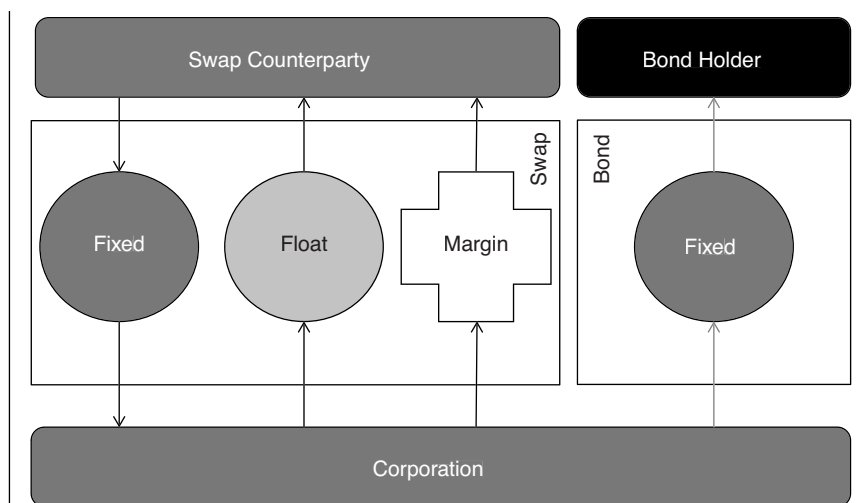 Swap Counterparty
Bond Holder
Swap
Bond
Fixed
Float
Margin
Fixed
Corporation